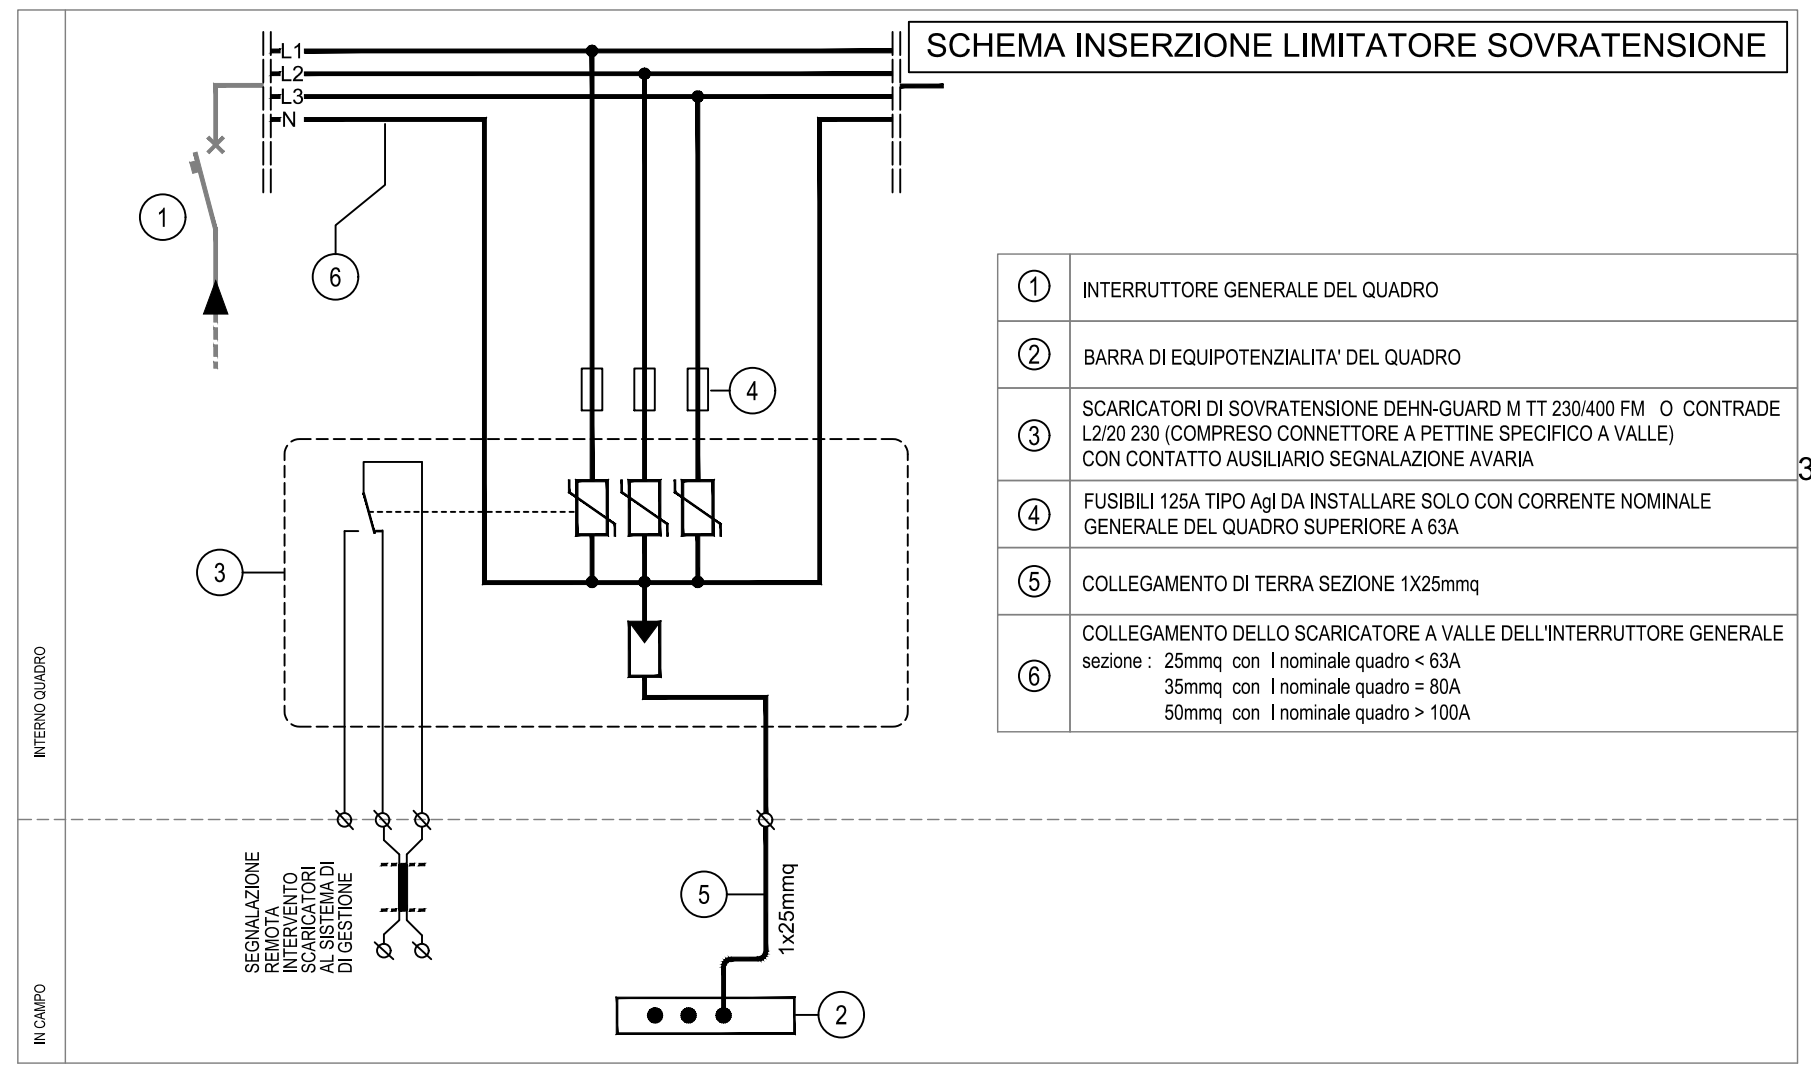 SCHEMA INSERZIONE LIMITATORE SOVRATENSIONE
L1
L2
L3
N
1
6
4
3
1 INTERRUTTORE GENERALE DEL QUADRO
2 BARRA DI EQUIPOTENZIALITA' DEL QUADRO
3 SCARICATORI DI SOVRATENSIONE DEHN-GUARD M TT 230/400 FM O CONTRADE
L2/20 230 (COMPRESO CONNETTORE A PETTINE SPECIFICO A VALLE)
CON CONTATTO AUSILIARIO SEGNALAZIONE AVARIA
3
4 FUSIBILI 125A TIPO AgI DA INSTALLARE SOLO CON CORRENTE NOMINALE
GENERALE DEL QUADRO SUPERIORE A 63A
5 COLLEGAMENTO DI TERRA SEZIONE 1X25mmq
6 COLLEGAMENTO DELLO SCARICATORE A VALLE DELL'INTERRUTTORE GENERALE
sezione : 25mmq con I nominale quadro < 63A
35mmq con I nominale quadro = 80A
50mmq con I nominale quadro > 100A
INTERNO QUADRO
SEGNALAZIONE
REMOTA
INTERVENTO
SCARICATORI
AL SISTEMA DI
DI GESTIONE
5
1x25mmq
2
IN CAMPO